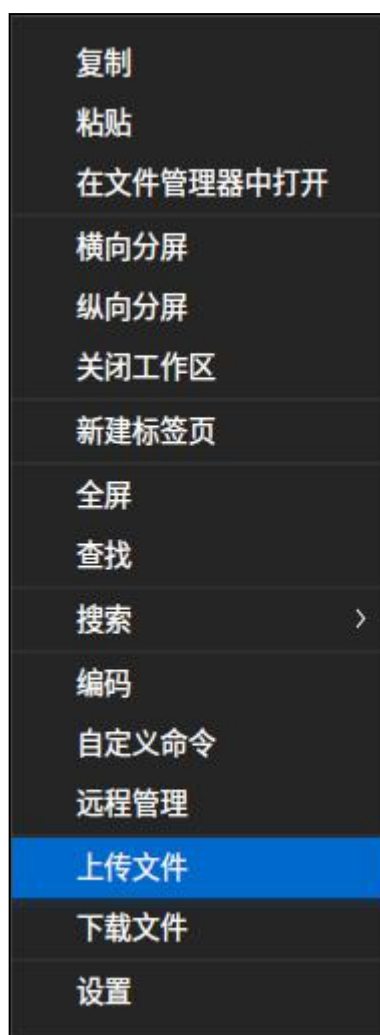 复制
粘贴
在文件管理器中打开
横向分屏
纵向分屏
关闭工作区
新建标签页
全屏
查找
搜索
编码
自定义命令
远程管理
上传文件
下载文件
设置